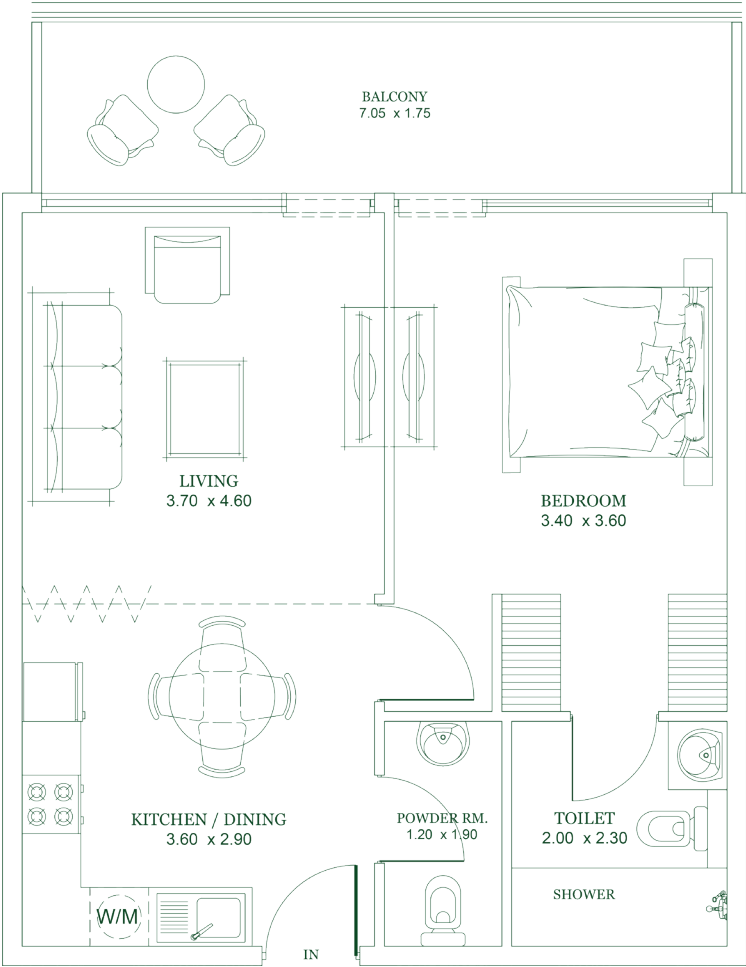 BALCONY
7.05 x 1.75
LIVING
3.70 x 4.60
BEDROOM
3.40 x 3.60
KITCHEN / DINING
3.60 x 2.90
POWDER RM.
1.20 x 1.90
TOILET
2.00 x 2.30
SHOWER
W/M
IN